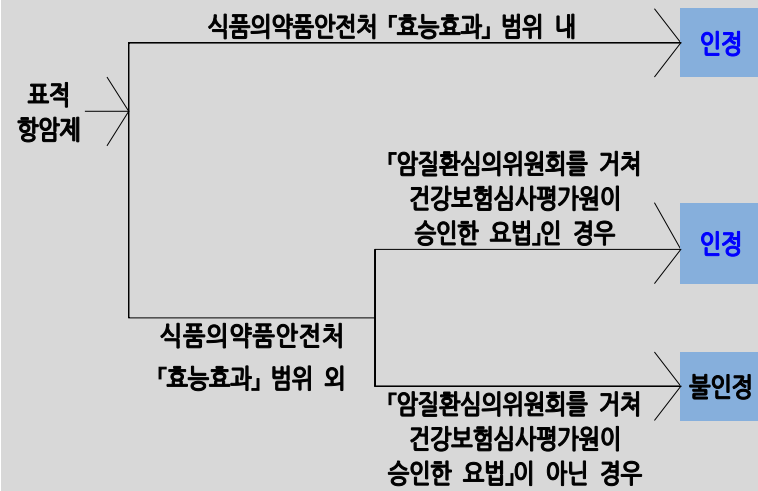 식품의약품안전처 「효능효과」 범위 내
인정
표적
항암제
「암질환심의위원회를 거쳐
건강보험심사평가원이
승인한 요법」인 경우
인정
식품의약품안전처
「효능효과」 범위 외
불인정
「암질환심의위원회를 거쳐
건강보험심사평가원이
승인한 요법」이 아닌 경우